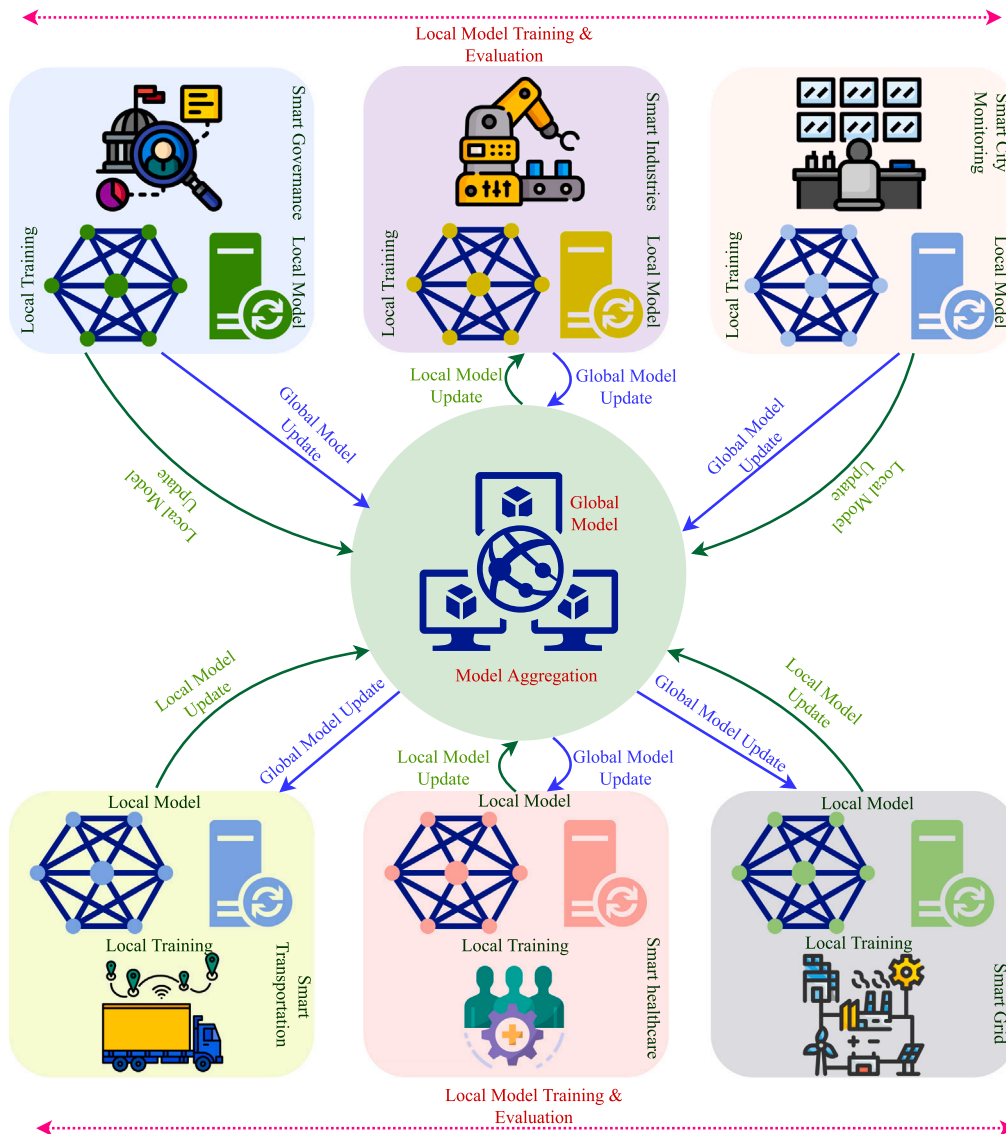 Local Model Training &
Evaluation
Smart Governance
Local Training
Local Model
Smart Industries
Local Training
Local Model
Smart City
Monitoring
Local Training
Local Model
Global Model
Update
Local Model
Update
Local Model
Update
Global Model
Update
Global Model
Update
Local Model
Update
Global
Model
Model Aggregation
Local Model
Update
Global Model Update
Local Model
Update
Global Model
Update
Global Model Update
Local Model
Update
Local Model
Local Training
Smart
Transportation
Local Model
Local Training
Smart healthcare
Local Model
Local Training
Smart Grid
Local Model Training &
Evaluation